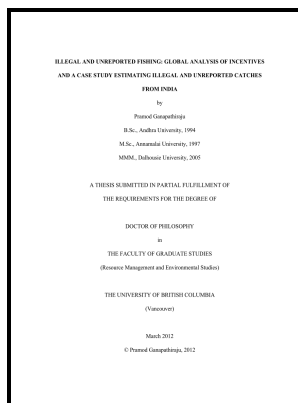 ILLEGAL AND UNREPORTED FISHING: GLOBAL ANALYSIS OF INCENTIVES
AND A CASE STUDY ESTIMATING ILLEGAL AND UNREPORTED CATCHES
FROM INDIA
by
Pramod Ganapathiraju
B.Sc., Andhra University, 1994
M.Sc., Annamalai University, 1997
MMM., Dalhousie University, 2005
A THESIS SUBMITTED IN PARTIAL FULFILLMENT OF
THE REQUIREMENTS FOR THE DEGREE OF
DOCTOR OF PHILOSOPHY
in
THE FACULTY OF GRADUATE STUDIES
(Resource Management and Environmental Studies)
THE UNIVERSITY OF BRITISH COLUMBIA
(Vancouver)
March 2012
© Pramod Ganapathiraju, 2012